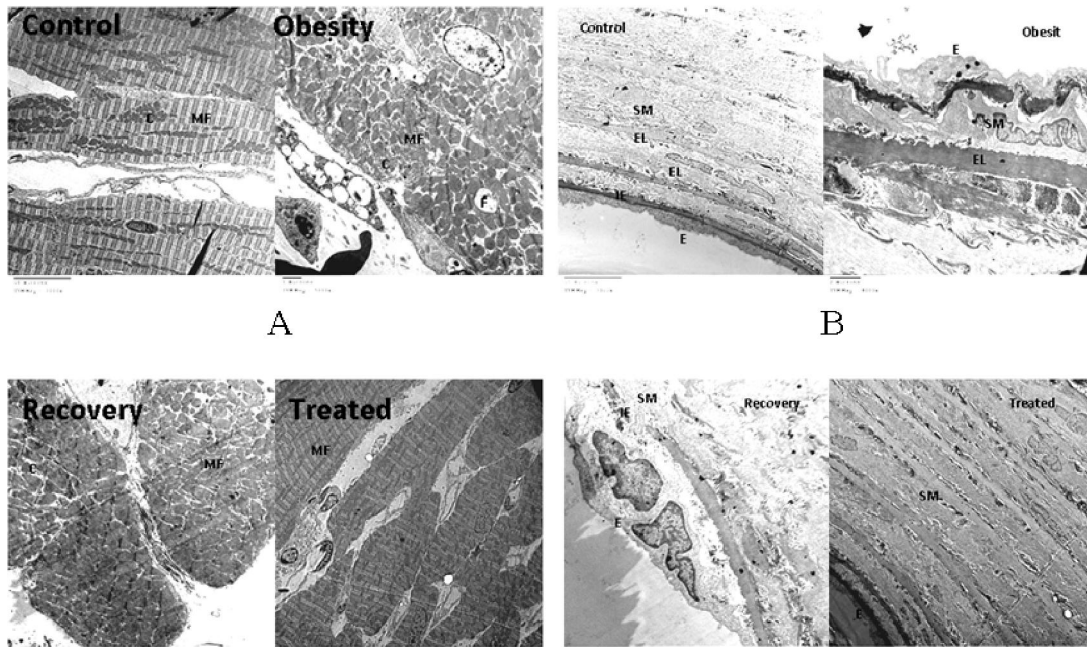 Control
Obesity
C
MF
MF
C
F
A
Control
SM
EL
EL
IE
E
Obesit
E
SM
EL
B
Recovery
C
MF
Treated
MF
SM
IE
Recovery
E
Treated
SM
E